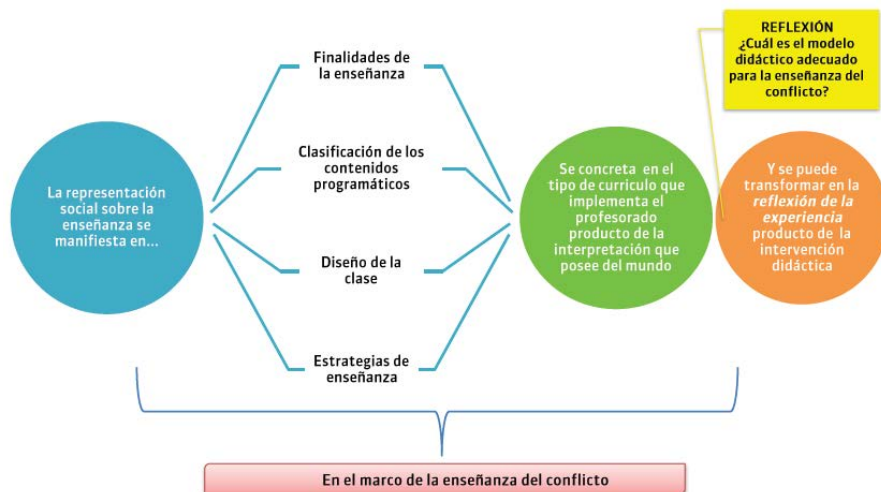 REFLEXIÓN
¿Cuál es el modelo
didáctico adecuado
para la enseñanza del
conflicto?
Finalidades de
la enseñanza
Clasificación de los
contenidos
programáticos
Diseño de la
clase
Estrategias de
enseñanza
La representación
social sobre la
enseñanza se
manifiesta en...
Se concreta en el
tipo de curriculo que
implementa el
profesorado
producto de la
interpretación que
posee del mundo
Y se puede
transformar en la
reflexión de la
experiencia
producto de la
intervención
didáctica
En el marco de la enseñanza del conflicto